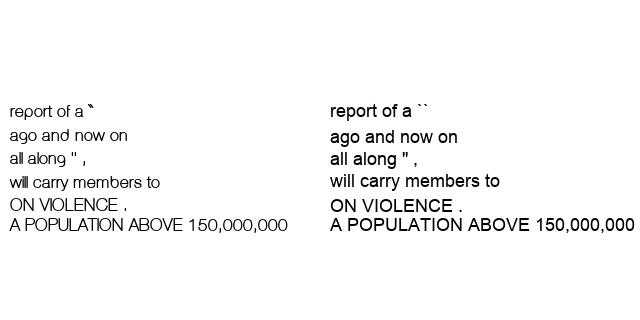 report of a ``
ago and now on
all along " ,
will carry members to
ON VIOLENCE .
A POPULATION ABOVE 150,000,000
report of a ``
ago and now on
all along " ,
will carry members to
ON VIOLENCE .
A POPULATION ABOVE 150,000,000